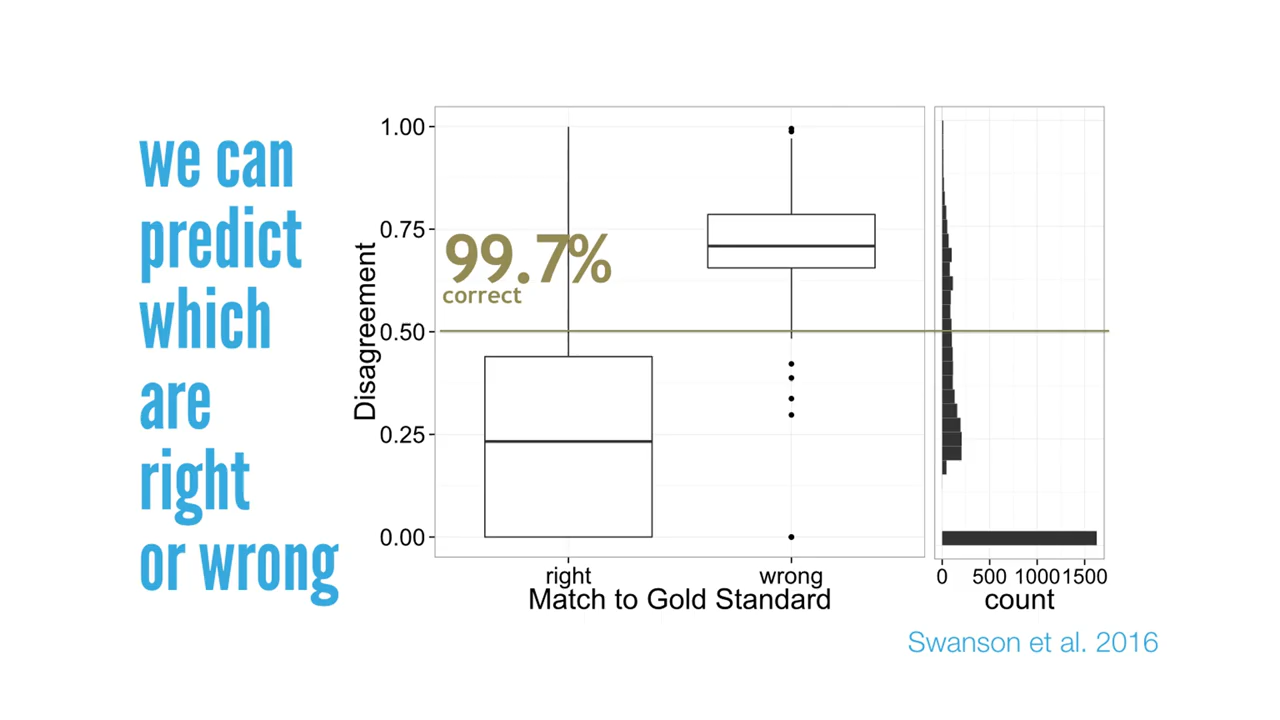 we can
predict
which
are
right
or wrong
Disagreement
1.00
0.75
0.50
0.25
0.00
99.7%
correct
right wrong
Match to Gold Standard
0 500 1000 1500
count
Swanson et al. 2016